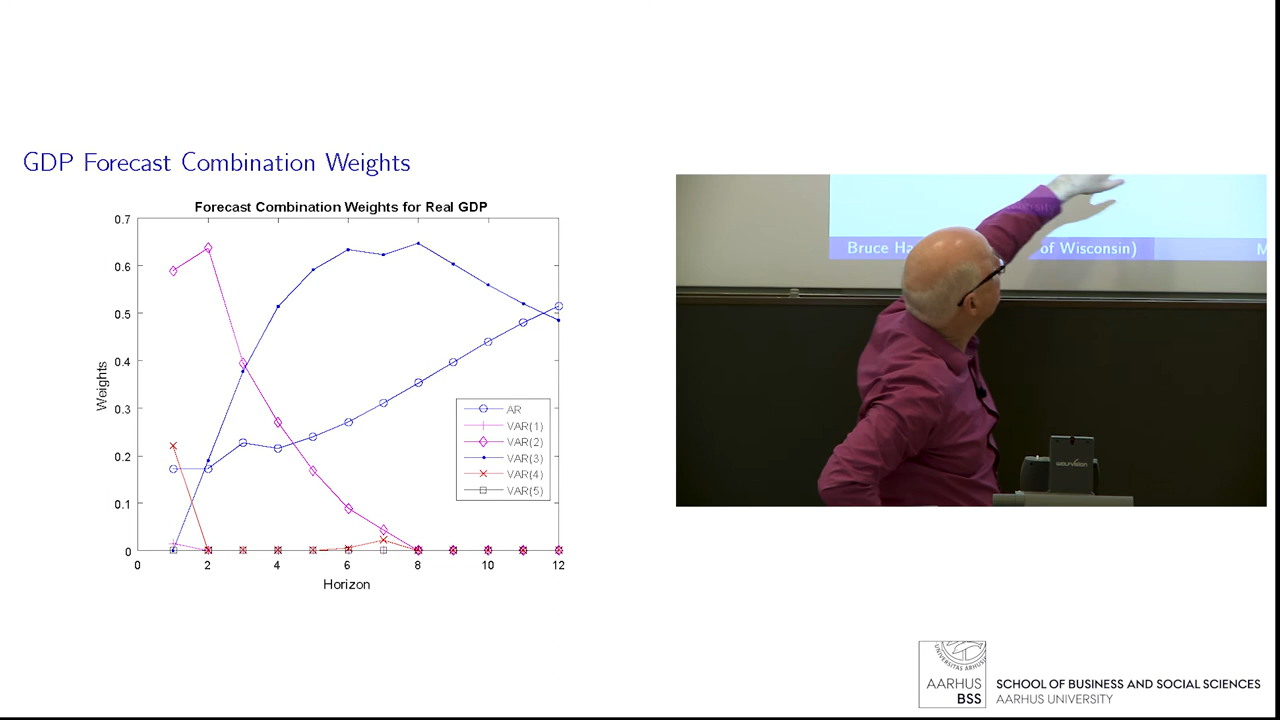 GDP Forecast Combination Weights
Forecast Combination Weights for Real GDP
0.7
0.6
0.5
0.4
0.3
0.2
0.1
0
Weights
0 2 4 6 8 10 12
Horizon
AR
VAR(1)
VAR(2)
VAR(3)
VAR(4)
VAR(5)
Bruce Ha of Wisconsin) M
WOLFVISION
UNIVERSITAS ARHUSI
AARHUS
BSS
SCHOOL OF BUSINESS AND SOCIAL SCIENCES
AARHUS UNIVERSITY